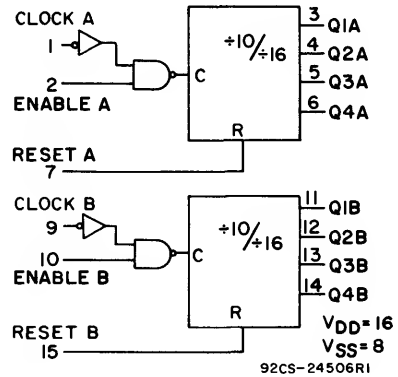 CLOCK A
1
2
ENABLE A
C
÷10/÷16
R
3 Q1A
4 Q2A
5 Q3A
6 Q4A
RESET A
7
CLOCK B
9
10
ENABLE B
C
÷10/÷16
R
11 Q1B
12 Q2B
13 Q3B
14 Q4B
RESET B
15
VDD=16
VSS=8
92CS-24506R1